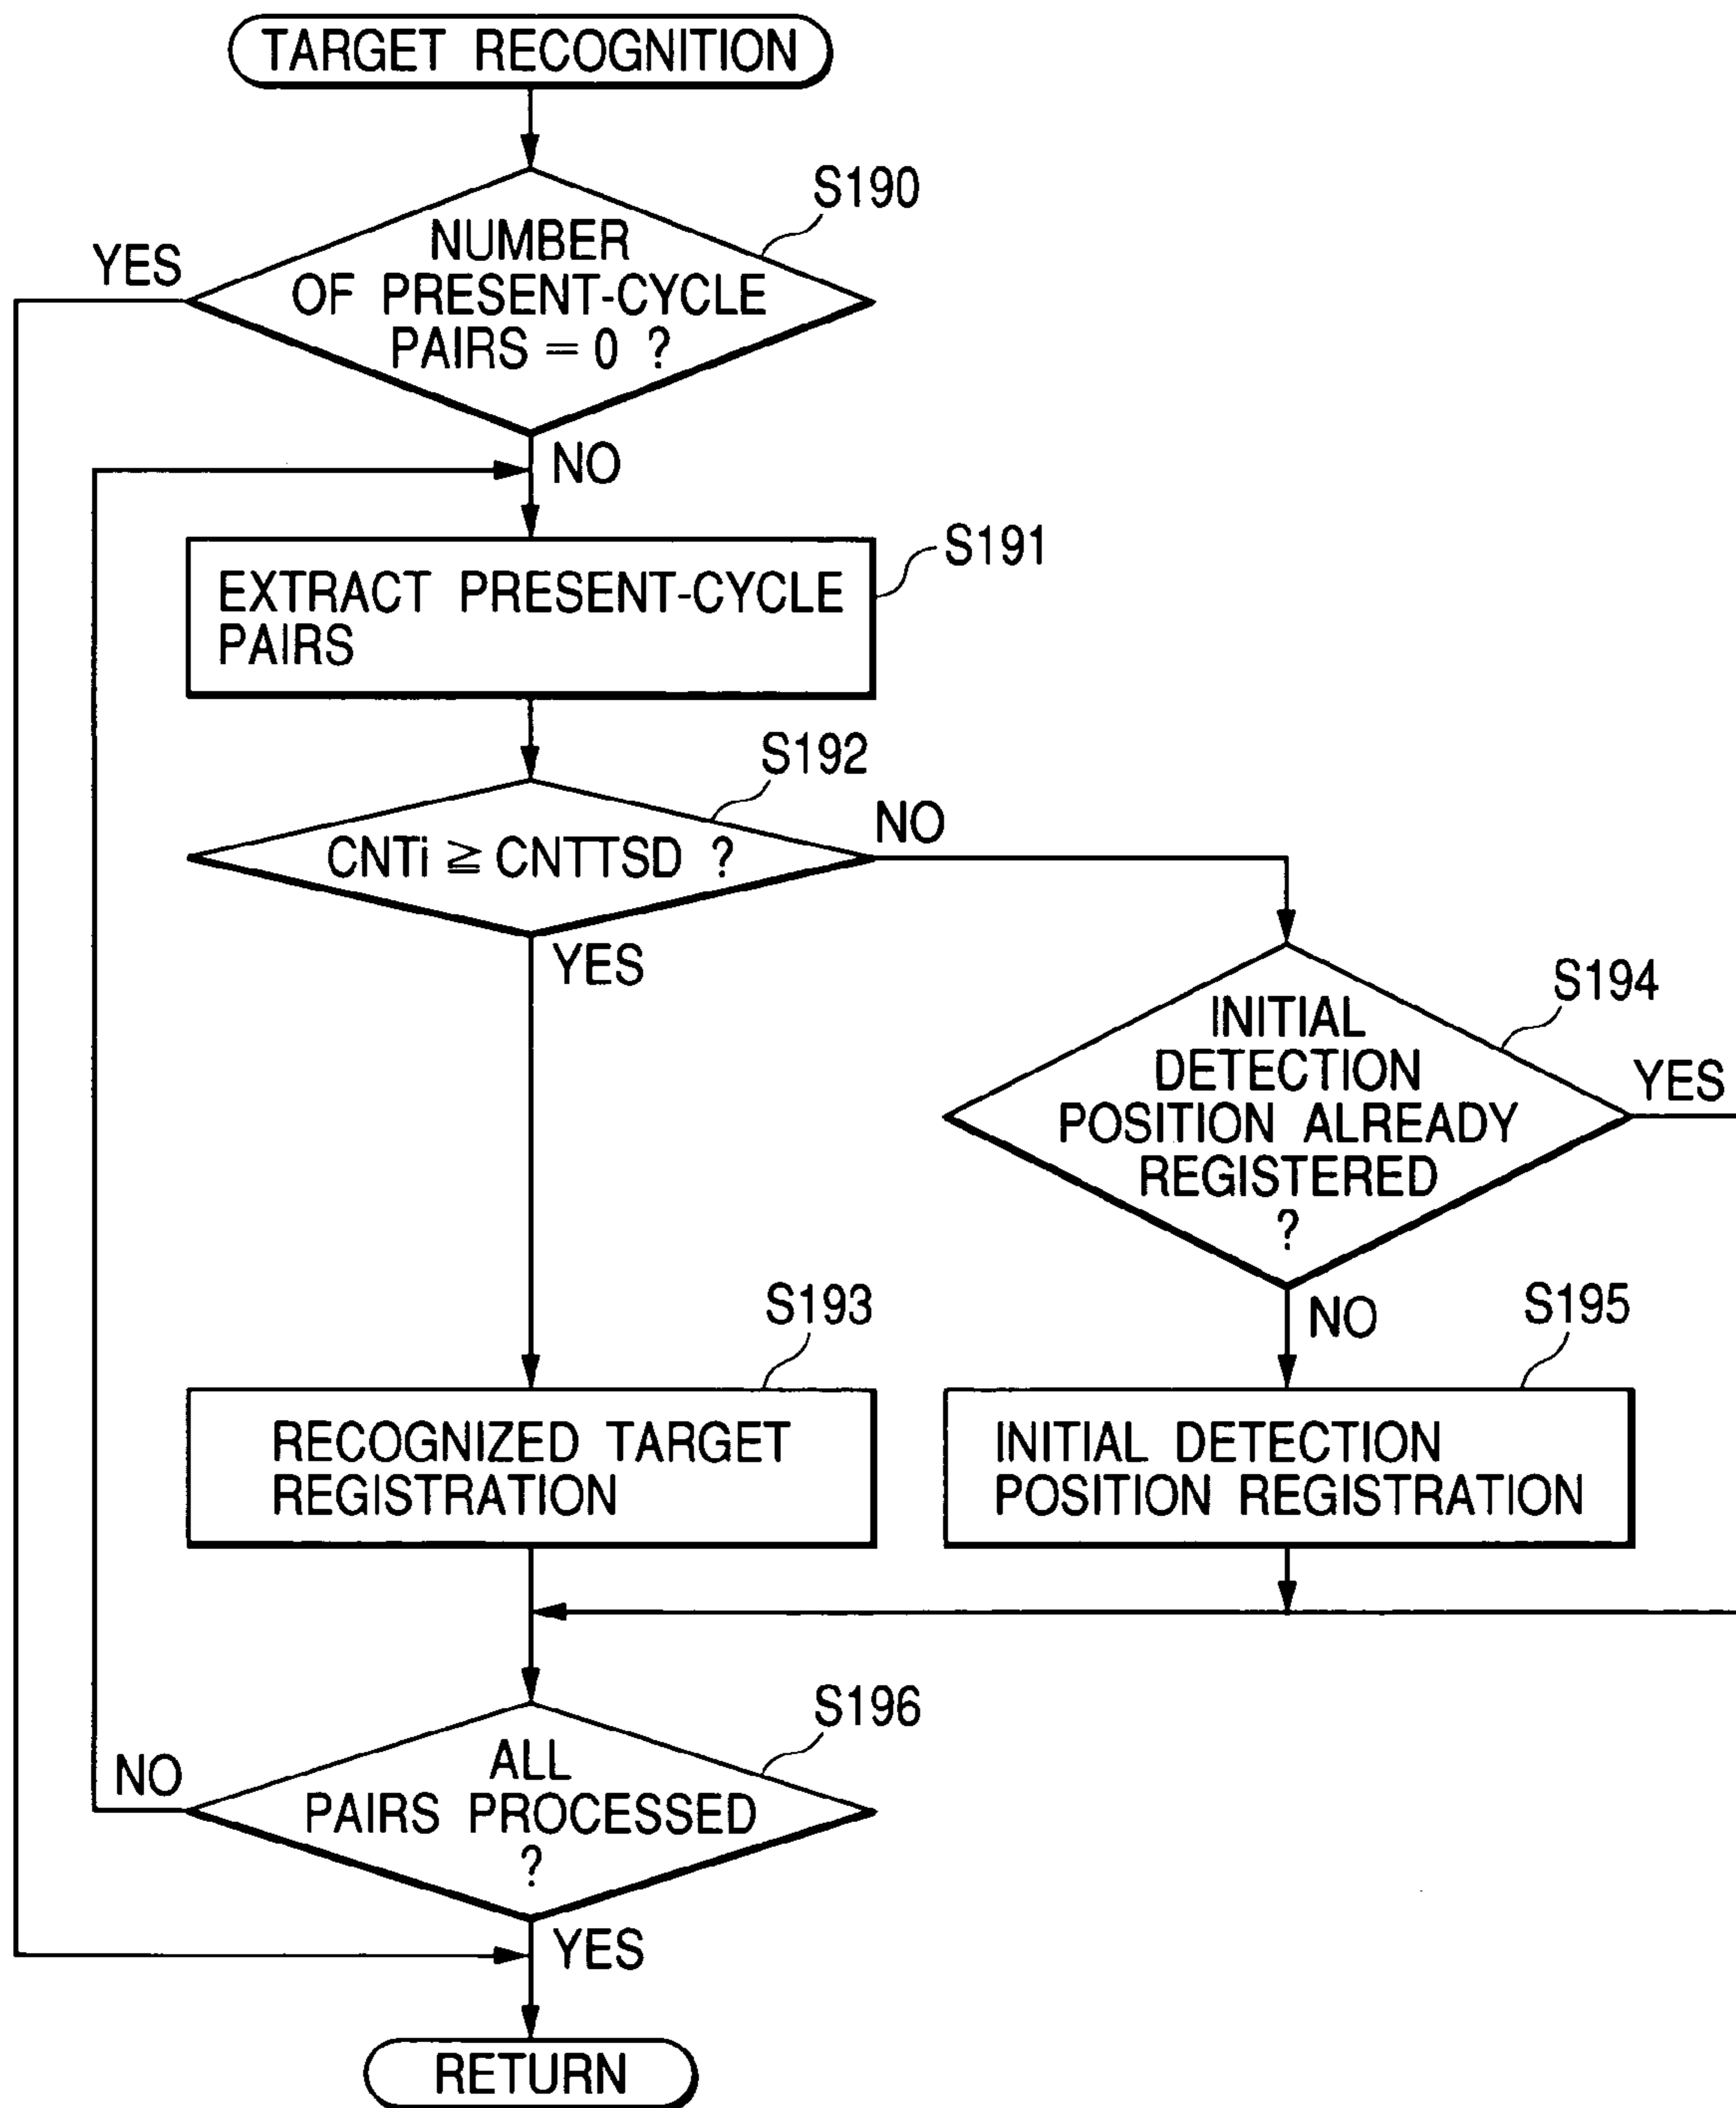 TARGET RECOGNITION
S190
NUMBER
OF PRESENT-CYCLE
PAIRS = 0 ?
YES
NO
S191
EXTRACT PRESENT-CYCLE
PAIRS
S192
CNTi ≧ CNTTSD ?
NO
YES
S194
INITIAL
DETECTION
POSITION ALREADY
REGISTERED
?
YES
NO
S193
RECOGNIZED TARGET
REGISTRATION
S195
INITIAL DETECTION
POSITION REGISTRATION
S196
ALL
PAIRS PROCESSED
?
NO
YES
RETURN